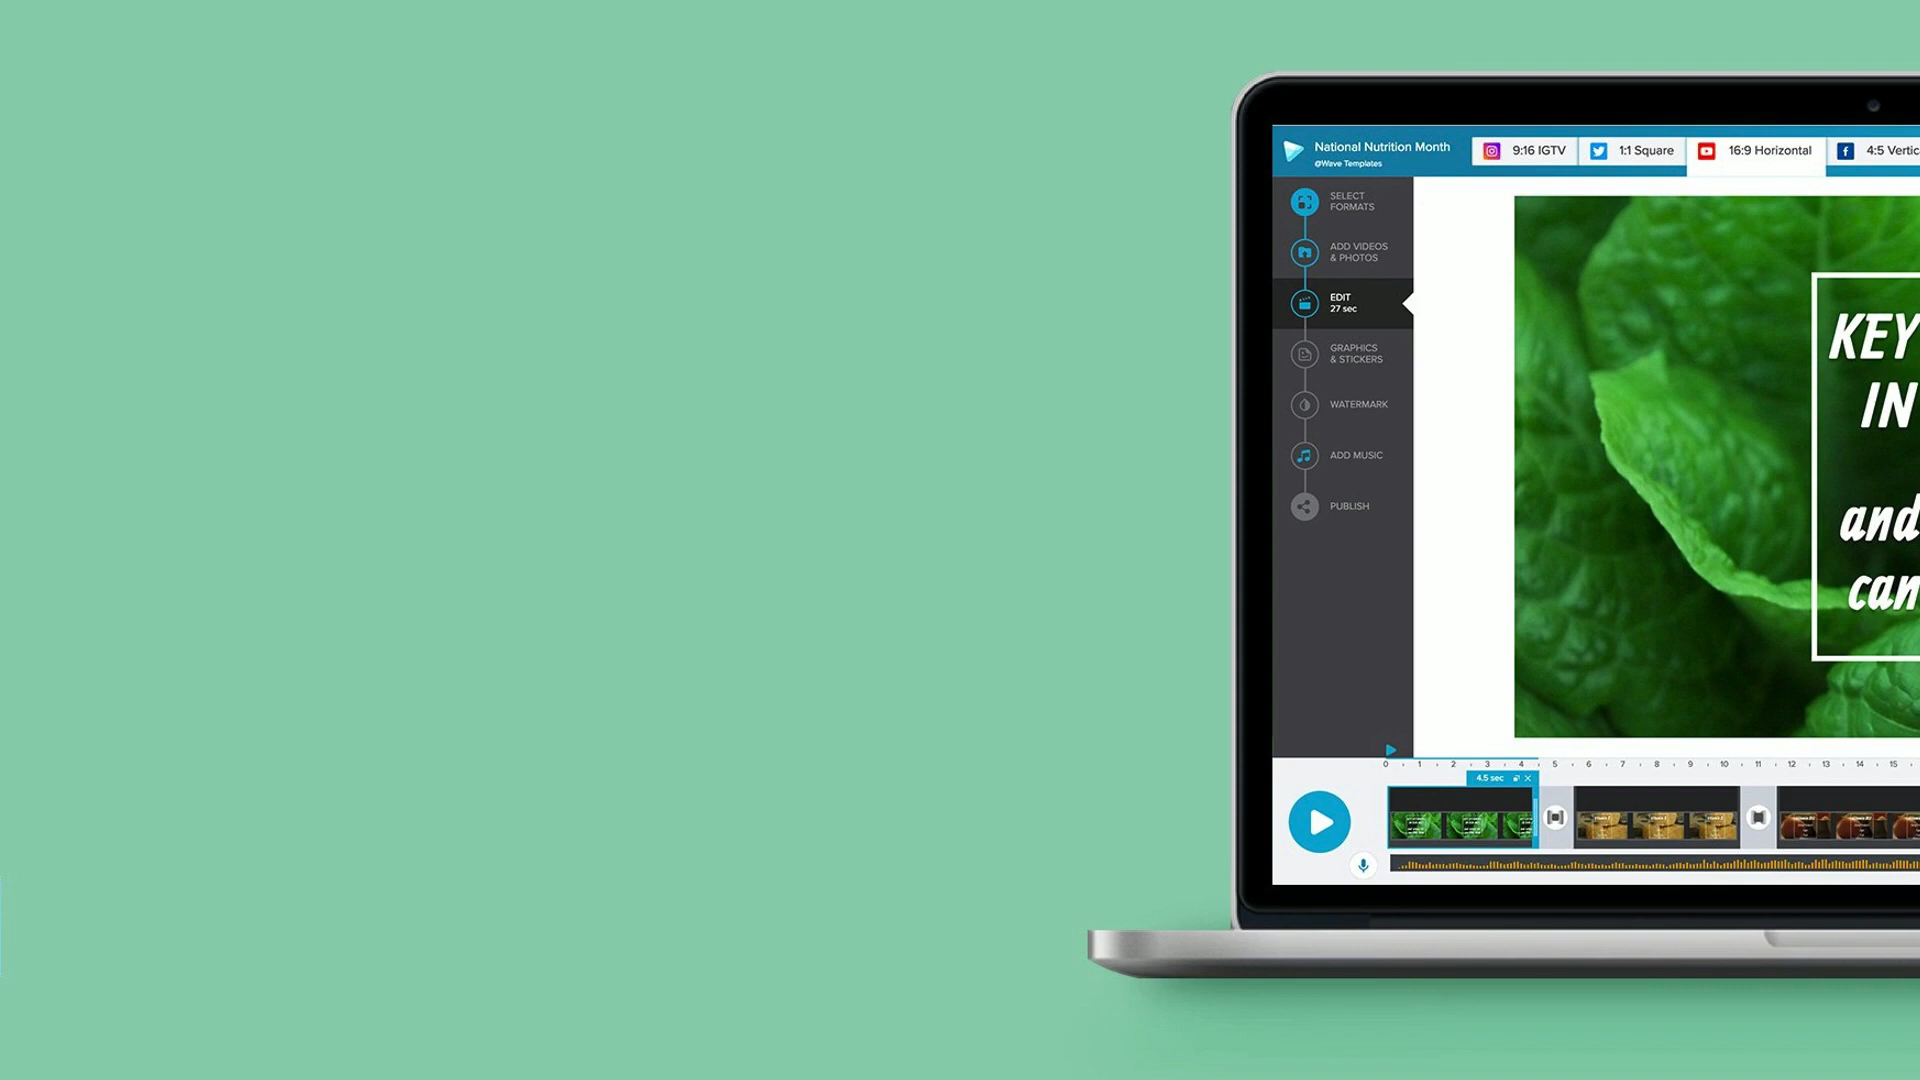 National Nutrition Month
@Wave Templates
9:16 IGTV
1:1 Square
16:9 Horizontal
4:5 Vertic
SELECT
FORMATS
ADD VIDEOS
& PHOTOS
EDIT
27 sec
GRAPHICS
& STICKERS
WATERMARK
ADD MUSIC
PUBLISH
KEY
IN
and
can
0 1 2 3 4 5 6 7 8 9 10 11 12 13 14 15
4.5 sec